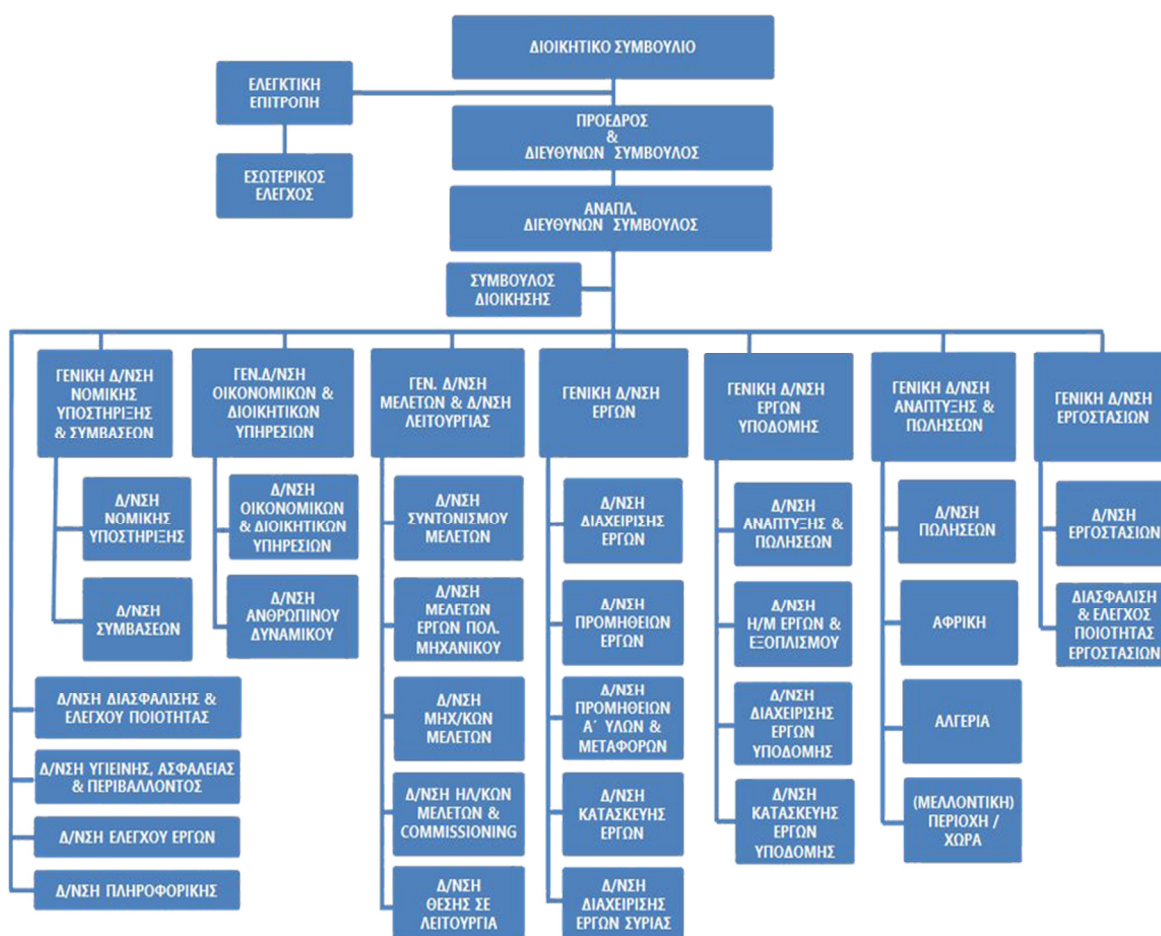 ΔΙΟΙΚΗΤΙΚΟ ΣΥΜΒΟΥΛΙΟ
ΕΛΕΓΚΤΙΚΗ
ΕΠΙΤΡΟΠΗ
ΠΡΟΕΔΡΟΣ
&
ΔΙΕΥΘΥΝΩΝ ΣΥΜΒΟΥΛΟΣ
ΕΣΩΤΕΡΙΚΟΣ
ΕΛΕΓΧΟΣ
ΑΝΑΠΛ.
ΔΙΕΥΘΥΝΩΝ ΣΥΜΒΟΥΛΟΣ
ΣΥΜΒΟΥΛΟΣ
ΔΙΟΙΚΗΣΗΣ
ΓΕΝΙΚΗ Δ/ΝΣΗ
ΝΟΜΙΚΗΣ
ΥΠΟΣΤΗΡΙΞΗΣ
& ΣΥΜΒΑΣΕΩΝ
Δ/ΝΣΗ
ΝΟΜΙΚΗΣ
ΥΠΟΣΤΗΡΙΞΗΣ
Δ/ΝΣΗ
ΣΥΜΒΑΣΕΩΝ
ΓΕΝ.Δ/ΝΣΗ
ΟΙΚΟΝΟΜΙΚΩΝ &
ΔΙΟΙΚΗΤΙΚΩΝ
ΥΠΗΡΕΣΙΩΝ
Δ/ΝΣΗ
ΟΙΚΟΝΟΜΙΚΩΝ
& ΔΙΟΙΚΗΤΙΚΩΝ
ΥΠΗΡΕΣΙΩΝ
Δ/ΝΣΗ
ΑΝΘΡΩΠΙΝΟΥ
ΔΥΝΑΜΙΚΟΥ
Δ/ΝΣΗ ΔΙΑΣΦΑΛΙΣΗΣ &
ΕΛΕΓΧΟΥ ΠΟΙΟΤΗΤΑΣ
Δ/ΝΣΗ ΥΓΙΕΙΝΗΣ, ΑΣΦΑΛΕΙΑΣ
& ΠΕΡΙΒΑΛΛΟΝΤΟΣ
Δ/ΝΣΗ ΕΛΕΓΧΟΥ ΕΡΓΩΝ
Δ/ΝΣΗ ΠΛΗΡΟΦΟΡΙΚΗΣ
ΓΕΝ. Δ/ΝΣΗ
ΜΕΛΕΤΩΝ & Δ/ΝΣΗ
ΛΕΙΤΟΥΡΓΙΑΣ
Δ/ΝΣΗ
ΣΥΝΤΟΝΙΣΜΟΥ
ΜΕΛΕΤΩΝ
Δ/ΝΣΗ
ΜΕΛΕΤΩΝ
ΕΡΓΩΝ ΠΟΛ.
ΜΗΧΑΝΙΚΟΥ
Δ/ΝΣΗ
ΜΗΧ/ΚΩΝ
ΜΕΛΕΤΩΝ
Δ/ΝΣΗ ΗΛ/ΚΩΝ
ΜΕΛΕΤΩΝ &
COMMISSIONING
Δ/ΝΣΗ
ΘΕΣΗΣ ΣΕ
ΛΕΙΤΟΥΡΓΙΑ
ΓΕΝΙΚΗ Δ/ΝΣΗ
ΕΡΓΩΝ
Δ/ΝΣΗ
ΔΙΑΧΕΙΡΙΣΗΣ
ΕΡΓΩΝ
Δ/ΝΣΗ
ΠΡΟΜΗΘΕΙΩΝ
ΕΡΓΩΝ
Δ/ΝΣΗ
ΠΡΟΜΗΘΕΙΩΝ
Α΄ ΥΛΩΝ &
ΜΕΤΑΦΟΡΩΝ
Δ/ΝΣΗ
ΚΑΤΑΣΚΕΥΗΣ
ΕΡΓΩΝ
Δ/ΝΣΗ
ΔΙΑΧΕΙΡΙΣΗΣ
ΕΡΓΩΝ ΣΥΡΙΑΣ
ΓΕΝΙΚΗ Δ/ΝΣΗ
ΕΡΓΩΝ
ΥΠΟΔΟΜΗΣ
Δ/ΝΣΗ
ΑΝΑΠΤΥΞΗΣ &
ΠΩΛΗΣΕΩΝ
Δ/ΝΣΗ
Η/Μ ΕΡΓΩΝ &
ΕΞΟΠΛΙΣΜΟΥ
Δ/ΝΣΗ
ΔΙΑΧΕΙΡΙΣΗΣ
ΕΡΓΩΝ
ΥΠΟΔΟΜΗΣ
Δ/ΝΣΗ
ΚΑΤΑΣΚΕΥΗΣ
ΕΡΓΩΝ
ΥΠΟΔΟΜΗΣ
ΓΕΝΙΚΗ Δ/ΝΣΗ
ΑΝΑΠΤΥΞΗΣ &
ΠΩΛΗΣΕΩΝ
Δ/ΝΣΗ
ΠΩΛΗΣΕΩΝ
ΑΦΡΙΚΗ
ΑΛΓΕΡΙΑ
(ΜΕΛΛΟΝΤΙΚΗ)
ΠΕΡΙΟΧΗ /
ΧΩΡΑ
ΓΕΝΙΚΗ Δ/ΝΣΗ
ΕΡΓΟΣΤΑΣΙΩΝ
Δ/ΝΣΗ
ΕΡΓΟΣΤΑΣΙΩΝ
ΔΙΑΣΦΑΛΙΣΗ
& ΕΛΕΓΧΟΣ
ΠΟΙΟΤΗΤΑΣ
ΕΡΓΟΣΤΑΣΙΩΝ